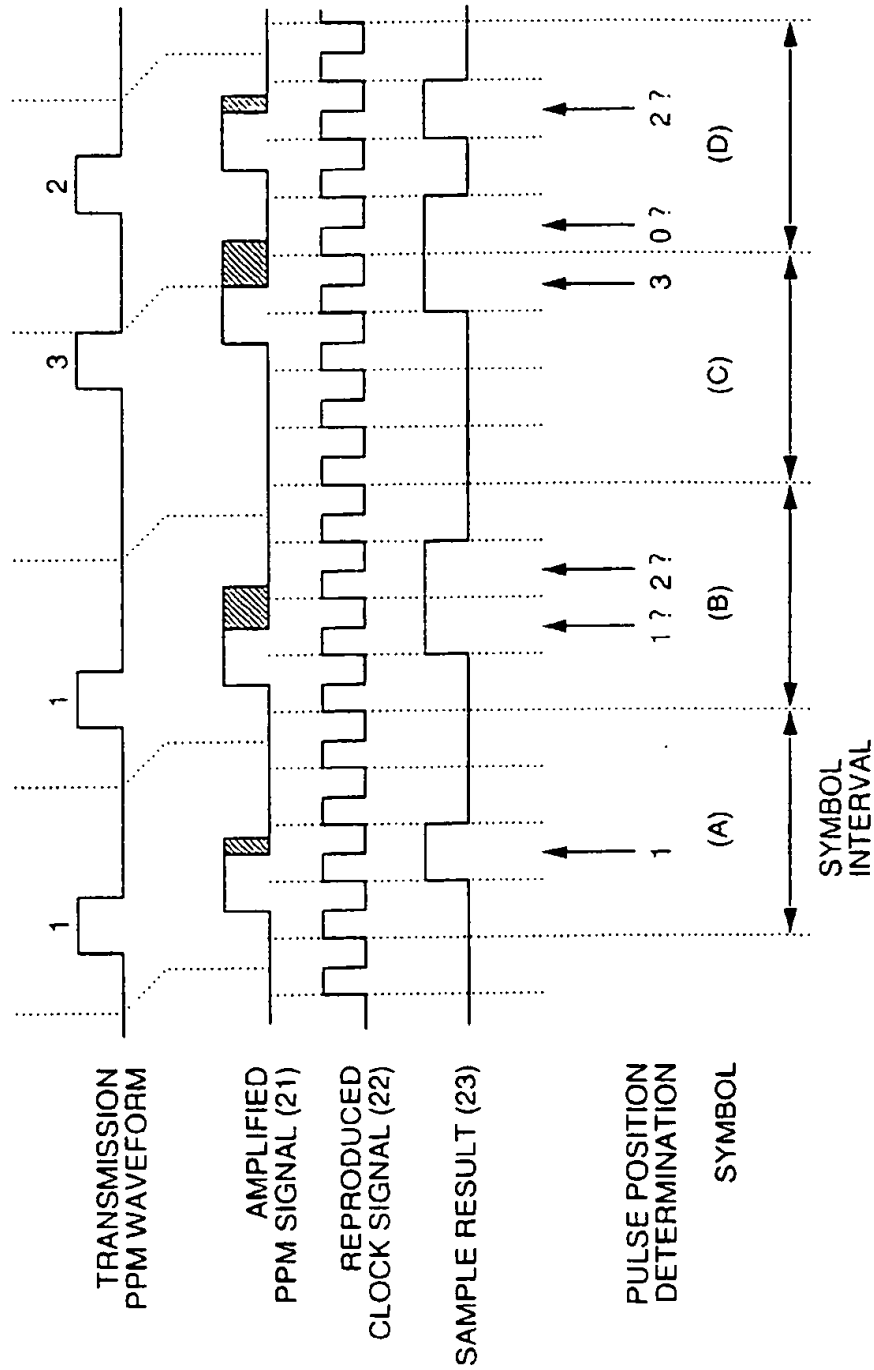 TRANSMISSION
PPM WAVEFORM
1
1
3
2
AMPLIFIED
PPM SIGNAL (21)
REPRODUCED
CLOCK SIGNAL (22)
SAMPLE RESULT (23)
PULSE POSITION
DETERMINATION
1
1 ?
2 ?
3
0 ?
2 ?
SYMBOL
(A)
(B)
(C)
(D)
SYMBOL
INTERVAL